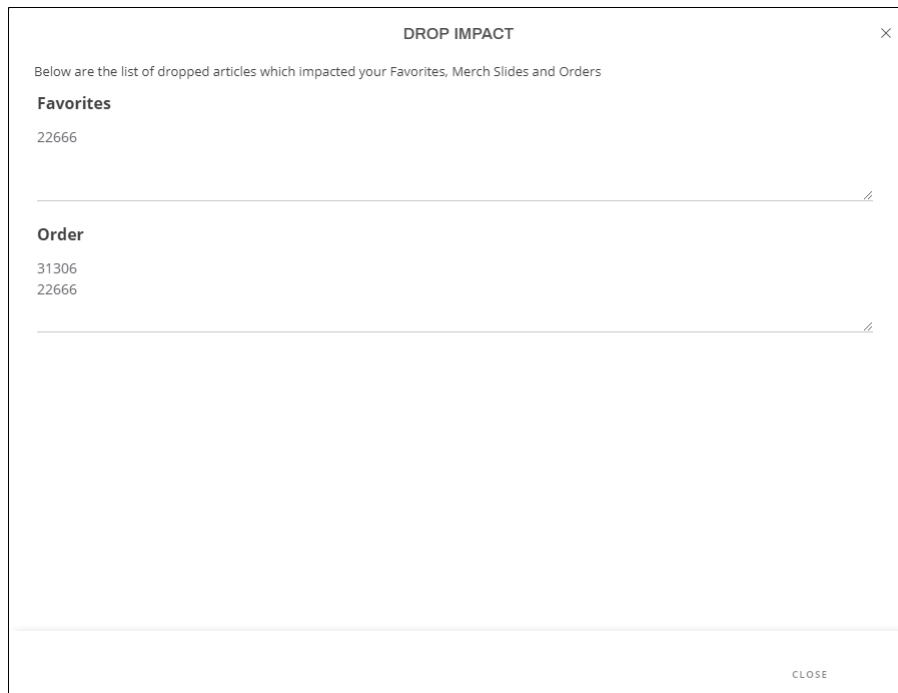 DROP IMPACT
Below are the list of dropped articles which impacted your Favorites, Merch Slides and Orders
Favorites
22666
Order
31306
22666
CLOSE